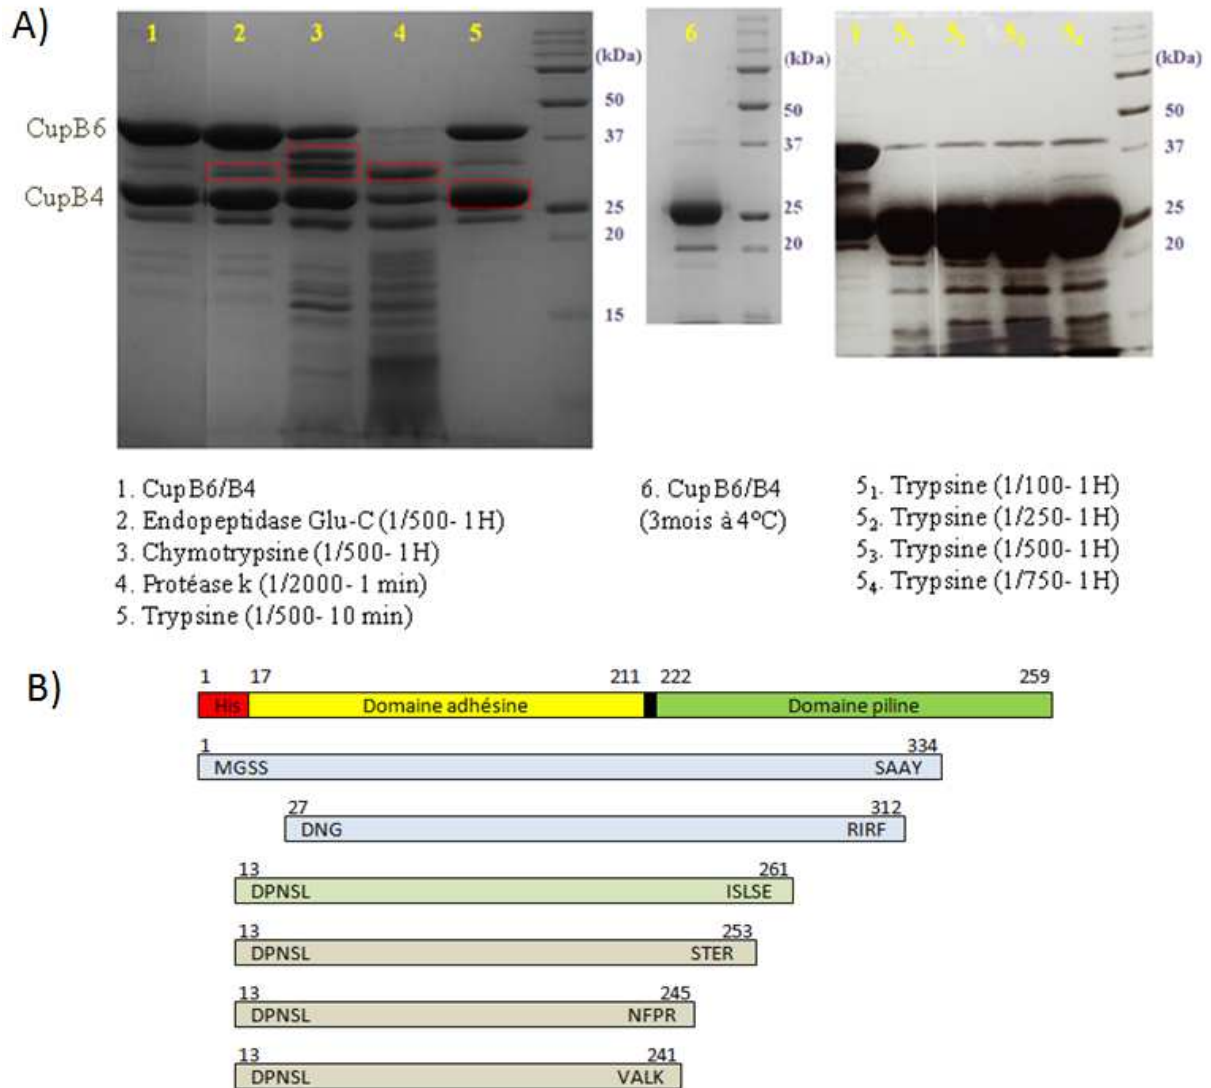 A)
1 2 3 4 5
(kDa)
50
37
25
20
15
CupB6
CupB4
6
(kDa)
50
37
25
20
1 5₁ 5₂ 5₃ 5₄
(kDa)
50
37
25
20
1. CupB6/B4
2. Endopeptidase Glu-C (1/500- 1H)
3. Chymotrypsine (1/500- 1H)
4. Protéase k (1/2000- 1 min)
5. Trypsine (1/500- 10 min)
6. CupB6/B4
(3mois à 4°C)
5₁. Trypsine (1/100- 1H)
5₂. Trypsine (1/250- 1H)
5₃. Trypsine (1/500- 1H)
5₄. Trypsine (1/750- 1H)
B)
1 17 211 222 259
His Domaine adhésine Domaine piline
1 334
MGSS SAAY
27 312
DNG RIRF
13 261
DPNSL ISLSE
13 253
DPNSL STER
13 245
DPNSL NFPR
13 241
DPNSL VALK